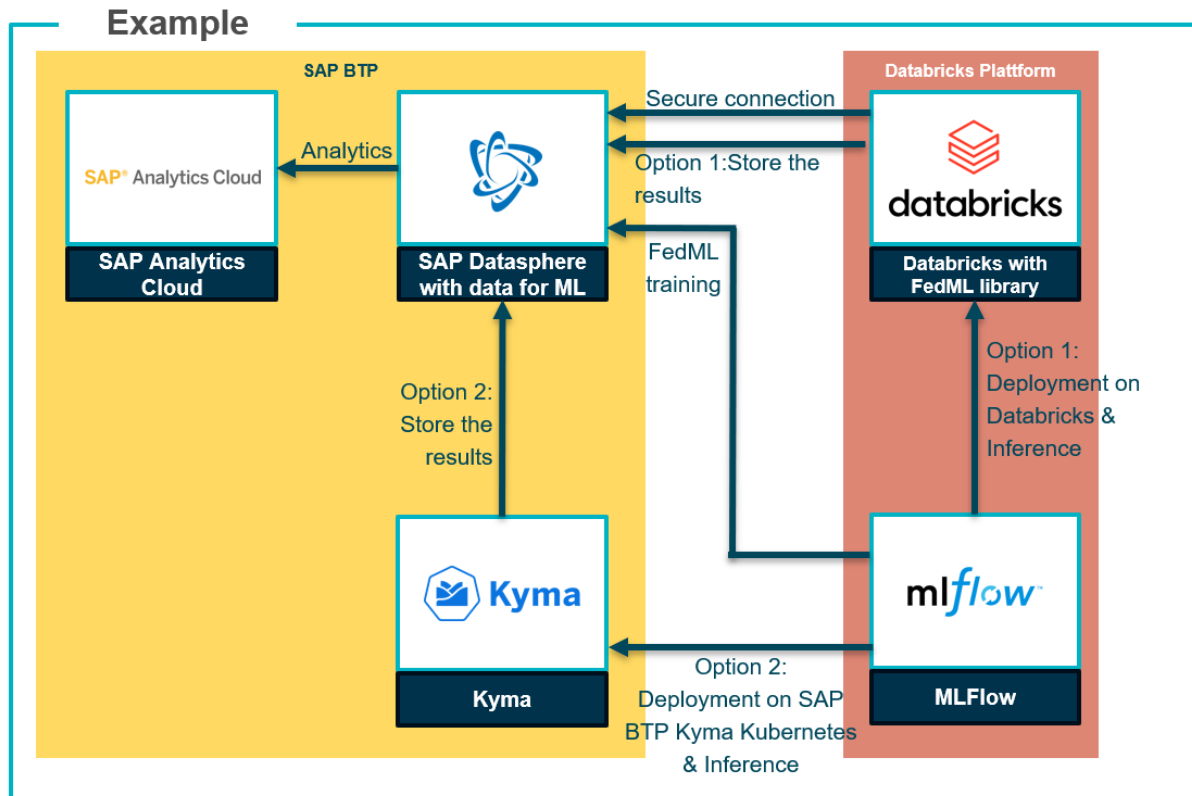 Example
SAP BTP
Databricks Plattform
SAP® Analytics Cloud
SAP Analytics
Cloud
Analytics
SAP Datasphere
with data for ML
Secure connection
Option 1:Store the
results
FedML
training
databricks
Databricks with
FedML library
Option 1:
Deployment on
Databricks &
Inference
Option 2:
Store the
results
Kyma
Kyma
Option 2:
Deployment on SAP
BTP Kyma Kubernetes
& Inference
mlflow™
MLFlow